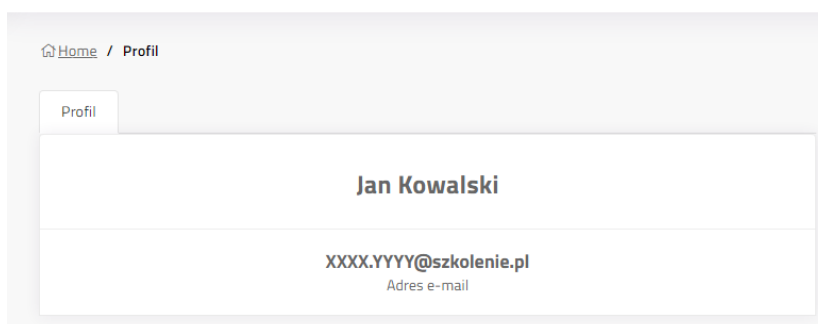 Home / Profil
Profil
Jan Kowalski
XXXX.YYYY@szkolenie.pl
Adres e-mail